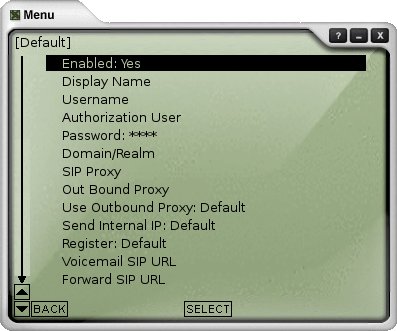 Menu
? _ X
[Default]
Enabled: Yes
Display Name
Username
Authorization User
Password: ****
Domain/Realm
SIP Proxy
Out Bound Proxy
Use Outbound Proxy: Default
Send Internal IP: Default
Register: Default
Voicemail SIP URL
Forward SIP URL
BACK SELECT